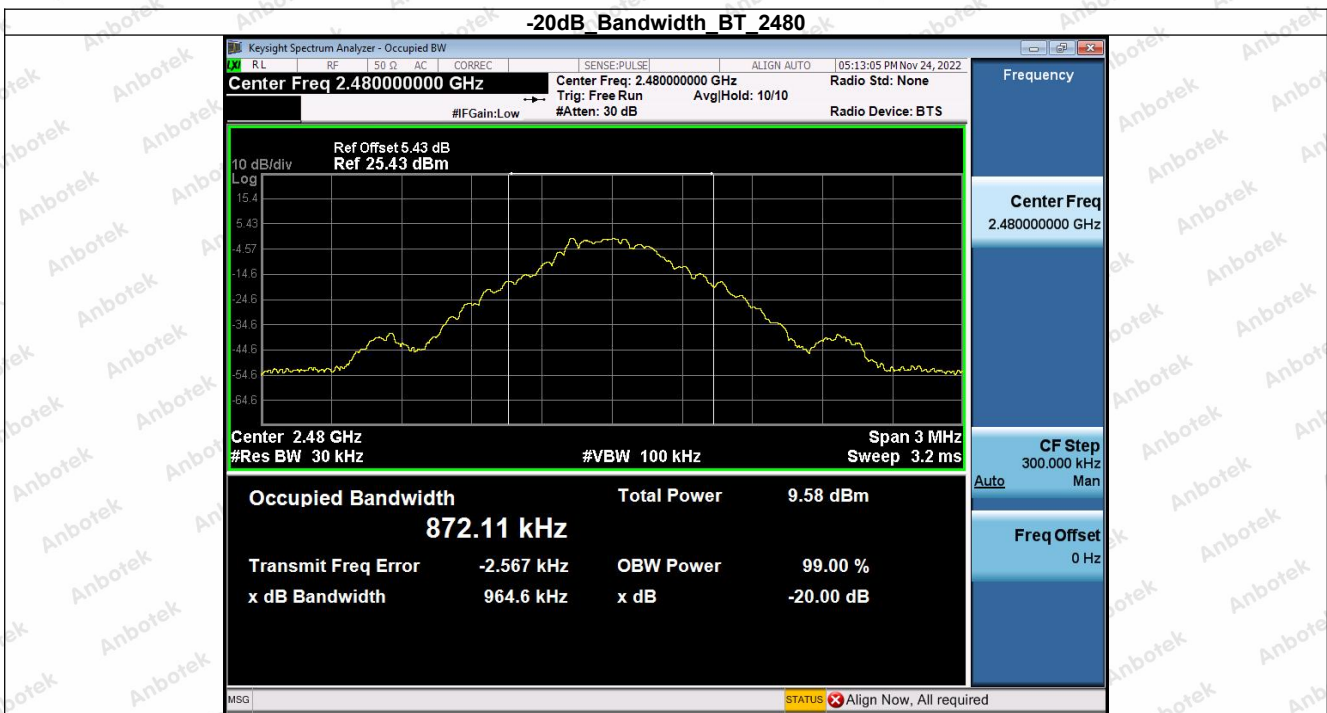 -20dB_Bandwidth_BT_2480
Keysight Spectrum Analyzer - Occupied BW
LXI RL RF 50 Ω AC CORREC SENSE:PULSE ALIGN AUTO 05:13:05 PM Nov 24, 2022
Center Freq 2.480000000 GHz
Center Freq: 2.480000000 GHz Radio Std: None
Trig: Free Run Avg|Hold: 10/10
#IFGain:Low #Atten: 30 dB Radio Device: BTS
Ref Offset 5.43 dB
10 dB/div Ref 25.43 dBm
Log
15.4
5.43
-4.57
-14.6
-24.6
-34.6
-44.6
-54.6
-64.6
Center 2.48 GHz Span 3 MHz
#Res BW 30 kHz #VBW 100 kHz Sweep 3.2 ms
Occupied Bandwidth Total Power 9.58 dBm
872.11 kHz
Transmit Freq Error -2.567 kHz OBW Power 99.00 %
x dB Bandwidth 964.6 kHz x dB -20.00 dB
MSG STATUS Align Now, All required
Frequency
Center Freq
2.480000000 GHz
CF Step
300.000 kHz
Auto Man
Freq Offset
0 Hz
Anbotek